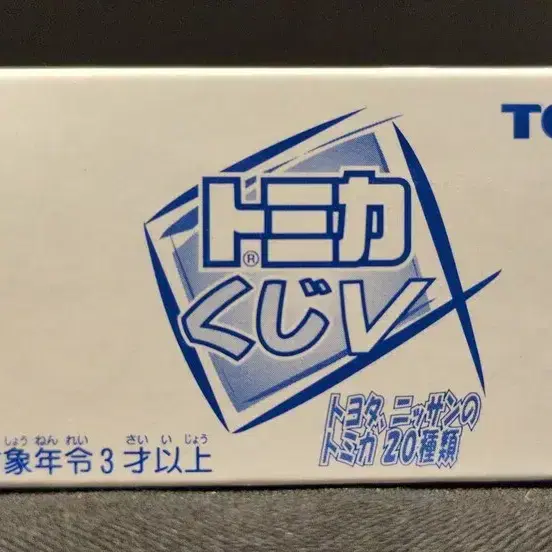 TO
トミカ®
くじV
トヨタ、ニッサンの
トミカ 20種類
しょう ねん れい さい い じょう
象年令3才以上